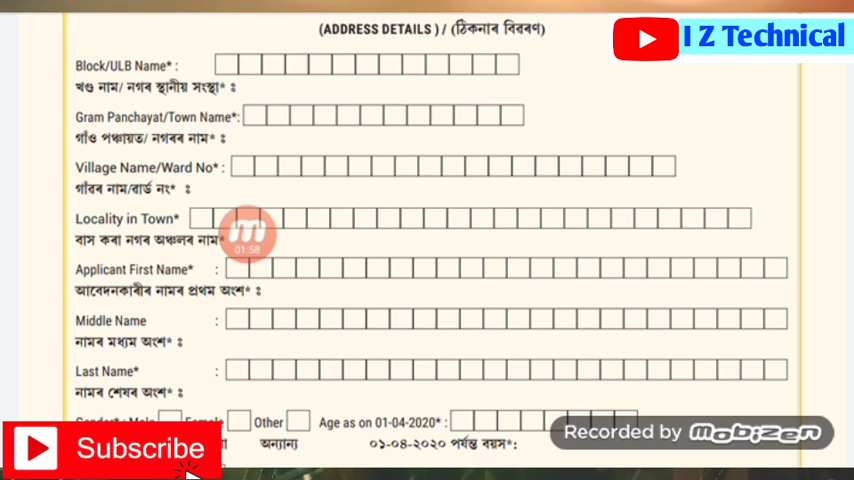 (ADDRESS DETAILS ) / (ঠিকনাৰ বিৱৰণ)
I Z Technical
Block/ULB Name* :
খণ্ড নাম/ নগৰ স্থানীয় সংস্থা* ঃ
Gram Panchayat/Town Name*:
গাঁও পঞ্চায়ত/ নগৰৰ নাম* ঃ
Village Name/Ward No* :
গাঁৱৰ নাম/ৱাৰ্ড নং* ঃ
Locality in Town*
বাস কৰা নগৰ অঞ্চলৰ নাম*
01:58
Applicant First Name* :
আবেদনকাৰীৰ নামৰ প্ৰথম অংশ* ঃ
Middle Name :
নামৰ মধ্যম অংশ* ঃ
Last Name* :
নামৰ শেষৰ অংশ* ঃ
Gender* : Male Female Other Age as on 01-04-2020* :
অন্যান্য ০১-০৪-২০২০ পৰ্যন্ত বয়স*:
Recorded by mobizen
Subscribe